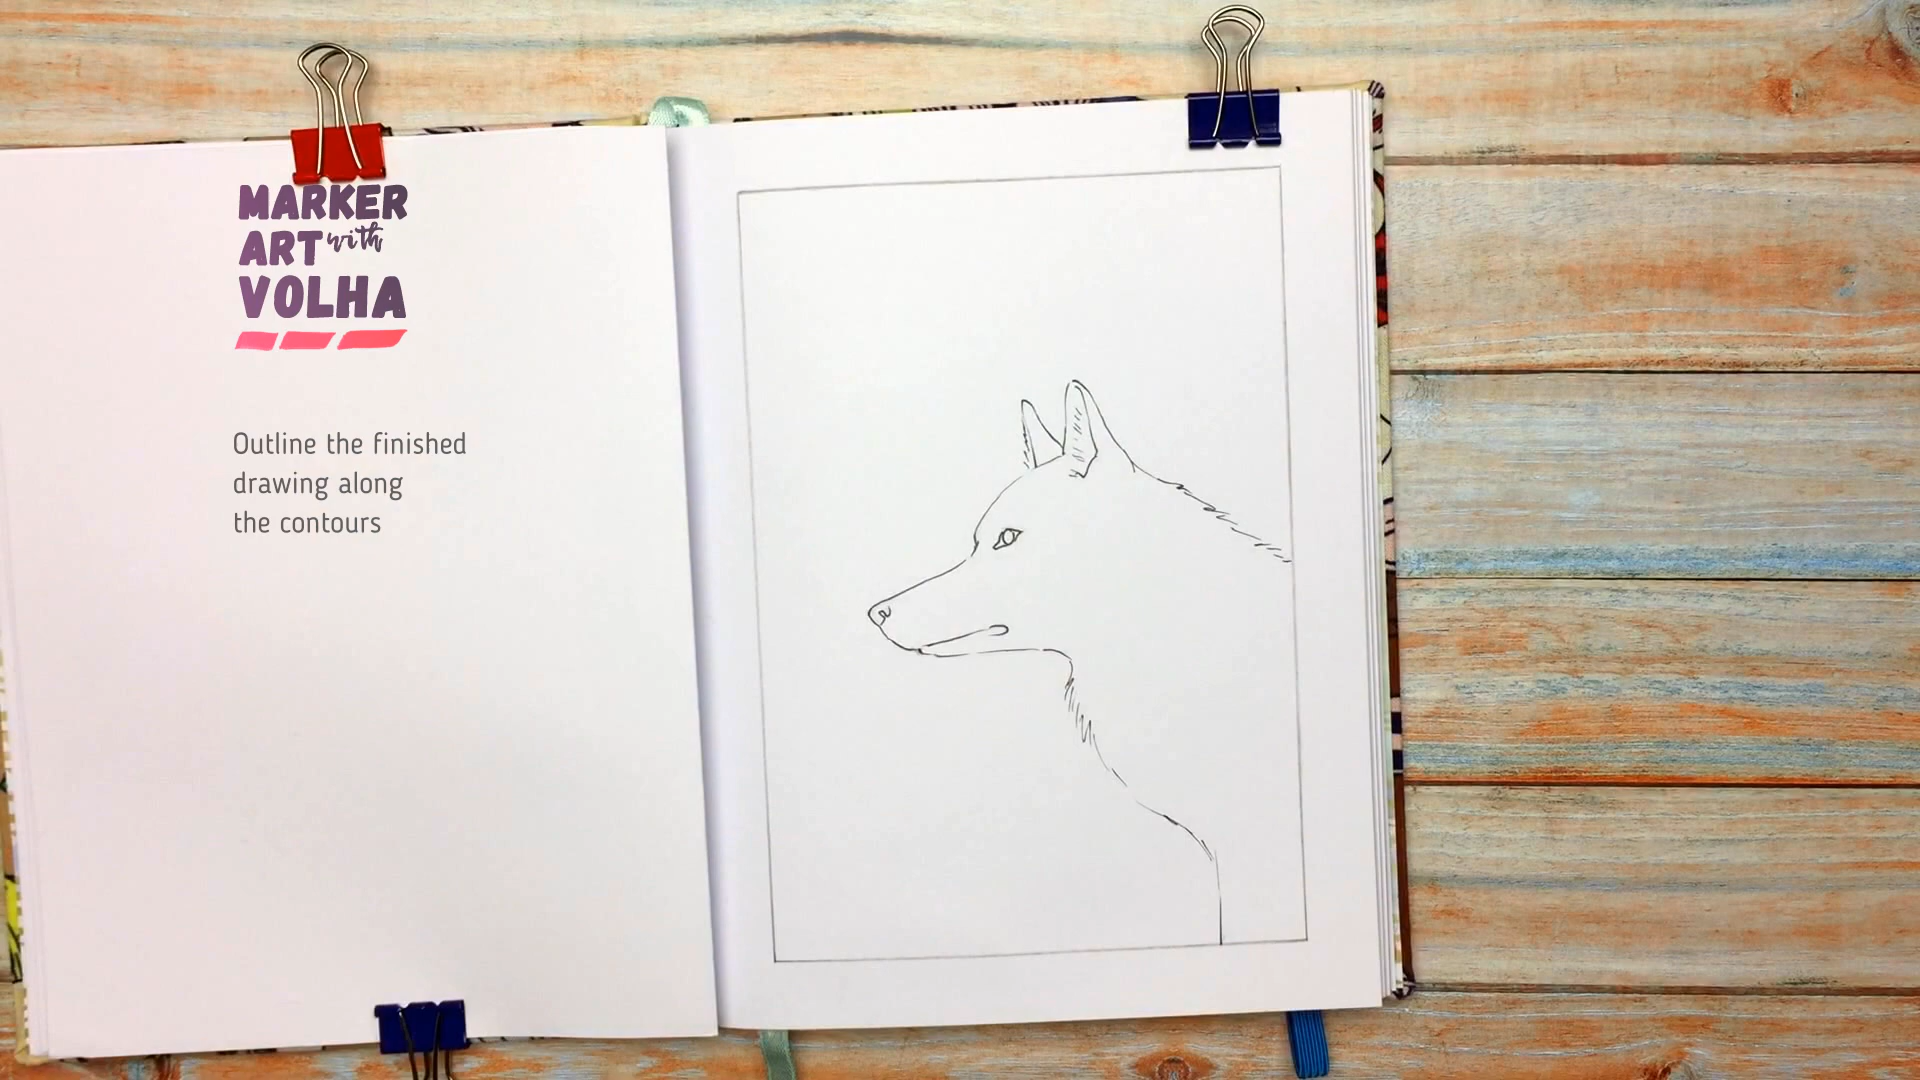 MARKER
ART with
VOLHA
Outline the finished
drawing along
the contours